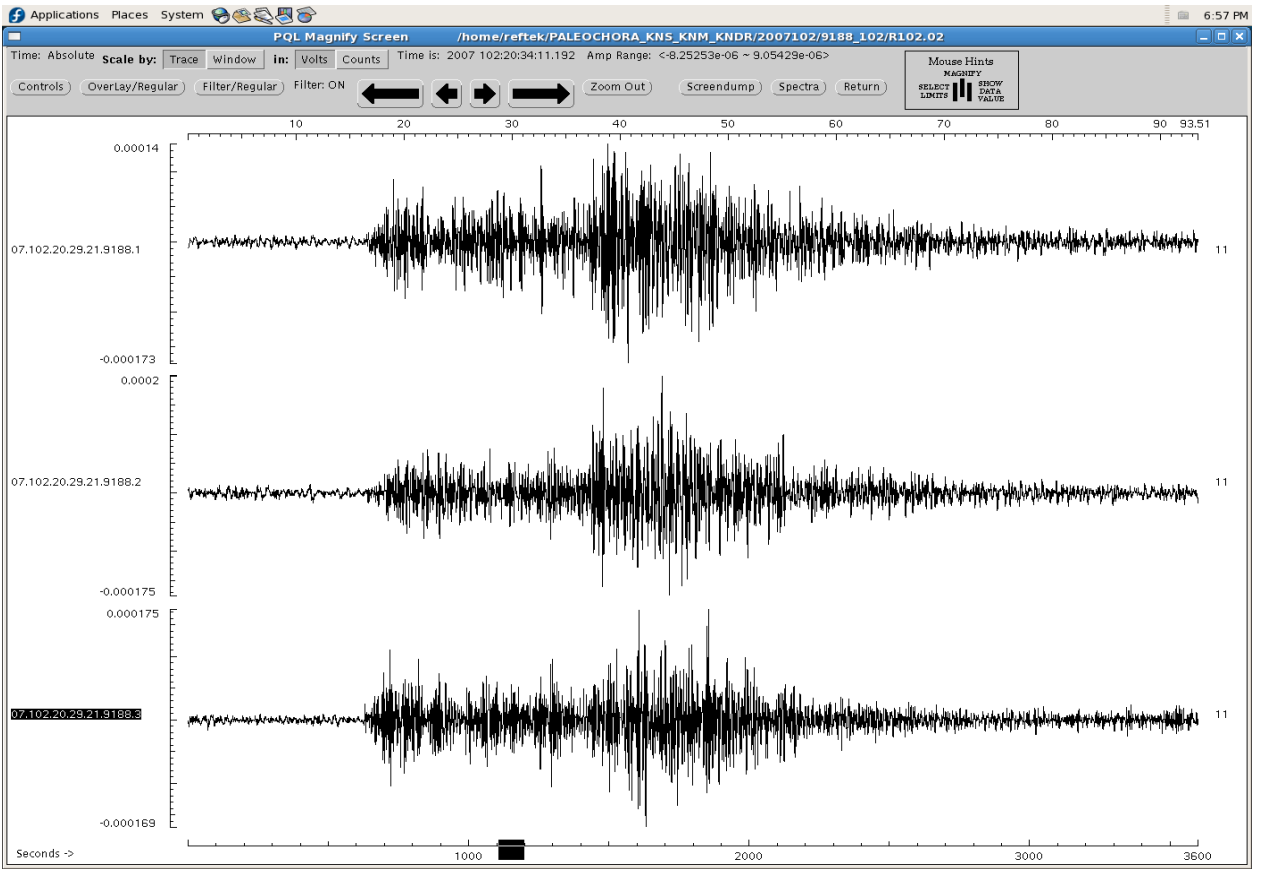 Applications Places System 6:57 PM
PQL Magnify Screen /home/reftek/PALEOCHORA_KNS_KNM_KNDR/2007102/9188_102/R102.02
Time: Absolute Scale by: Trace Window in: Volts Counts Time is: 2007 102:20:34:11.192 Amp Range: <-8.25253e-06 ~ 9.05429e-06>
Controls OverLay/Regular Filter/Regular Filter: ON Zoom Out Screendump Spectra Return
Mouse Hints
MAGNIFY
SELECT LIMITS SHOW DATA VALUE
10 20 30 40 50 60 70 80 90 93.51
0.00014
07.102.20.29.21.9188.1 11
-0.000173
0.0002
07.102.20.29.21.9188.2 11
-0.000175
0.000175
07.102.20.29.21.9188.3 11
-0.000169
Seconds -> 1000 2000 3000 3600